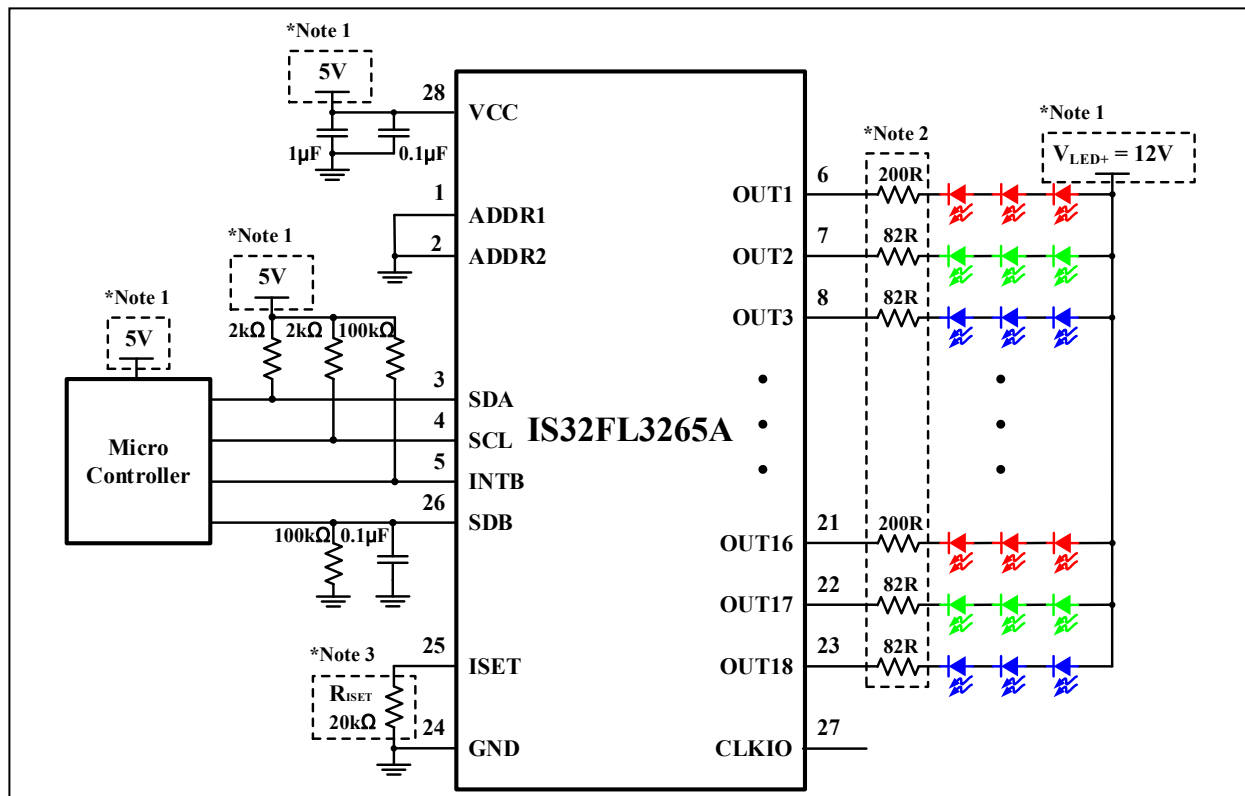 *Note 1
5V
28
VCC
1μF
0.1μF
1
ADDR1
2
ADDR2
*Note 1
5V
*Note 1
5V
2kΩ
2kΩ
100kΩ
Micro
Controller
3
SDA
4
SCL
5
INTB
26
SDB
100kΩ
0.1μF
*Note 3
RISET
20kΩ
25
ISET
24
GND
IS32FL3265A
*Note 2
*Note 1
VLED+ = 12V
OUT1
6
200R
OUT2
7
82R
OUT3
8
82R
OUT16
21
200R
OUT17
22
82R
OUT18
23
82R
CLKIO
27